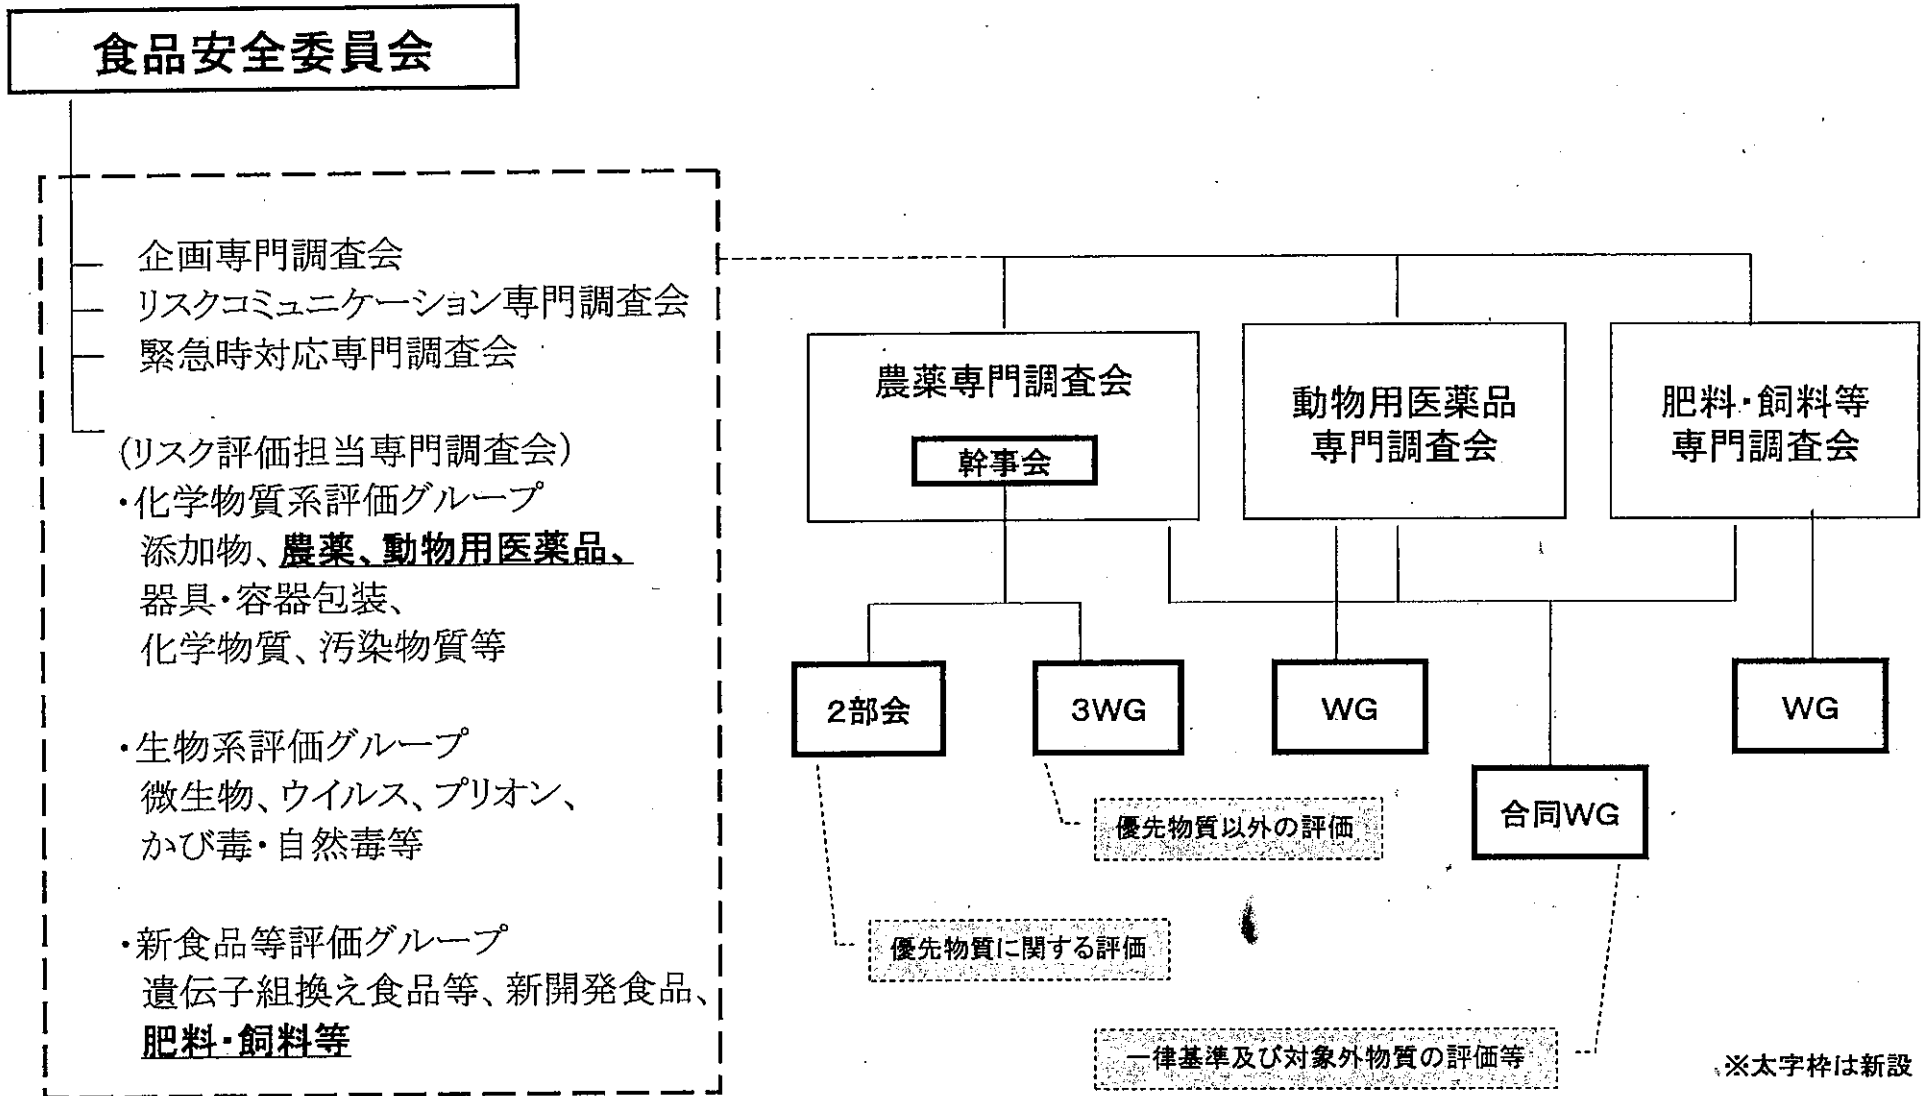 食品安全委員会
企画専門調査会
リスクコミュニケーション専門調査会
緊急時対応専門調査会
(リスク評価担当専門調査会)
・化学物質系評価グループ
添加物、農薬、動物用医薬品、
器具・容器包装、
化学物質、汚染物質等
・生物系評価グループ
微生物、ウイルス、プリオン、
かび毒・自然毒等
・新食品等評価グループ
遺伝子組換え食品等、新開発食品、
肥料・飼料等
農薬専門調査会
幹事会
動物用医薬品
専門調査会
肥料・飼料等
専門調査会
2部会
3WG
WG
WG
合同WG
優先物質以外の評価
優先物質に関する評価
一律基準及び対象外物質の評価等
※太字枠は新設